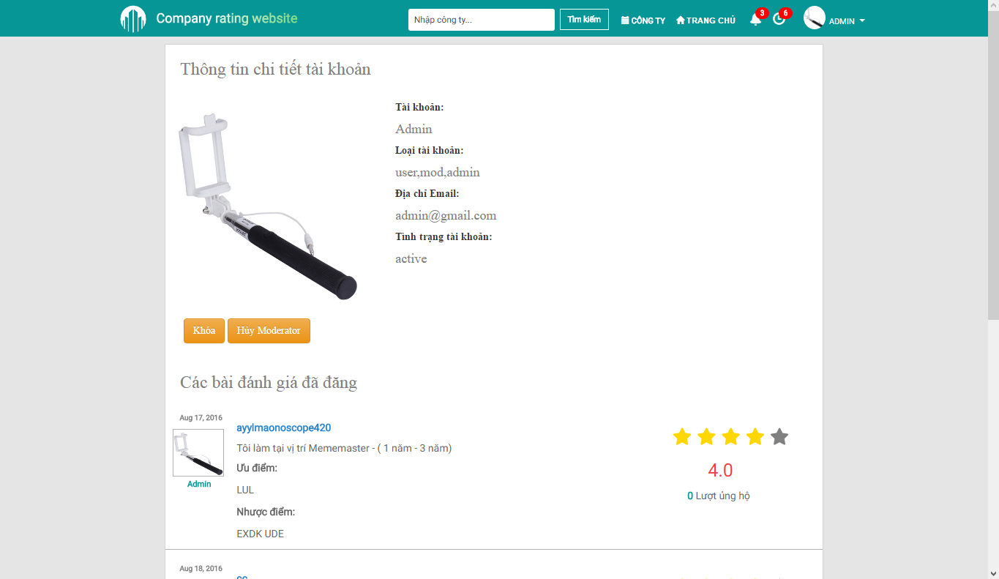 Company rating website
Nhập công ty...
Tìm kiếm
CÔNG TY
TRANG CHỦ
3
6
ADMIN
Thông tin chi tiết tài khoản
Tài khoản:
Admin
Loại tài khoản:
user,mod,admin
Địa chỉ Email:
admin@gmail.com
Tình trạng tài khoản:
active
Khóa
Hủy Moderator
Các bài đánh giá đã đăng
Aug 17, 2016
ayylmaonoscope420
Tôi làm tại vị trí Mememaster - ( 1 năm - 3 năm)
Ưu điểm:
LUL
Nhược điểm:
EXDK UDE
Admin
4.0
0 Lượt ủng hộ
Aug 18, 2016